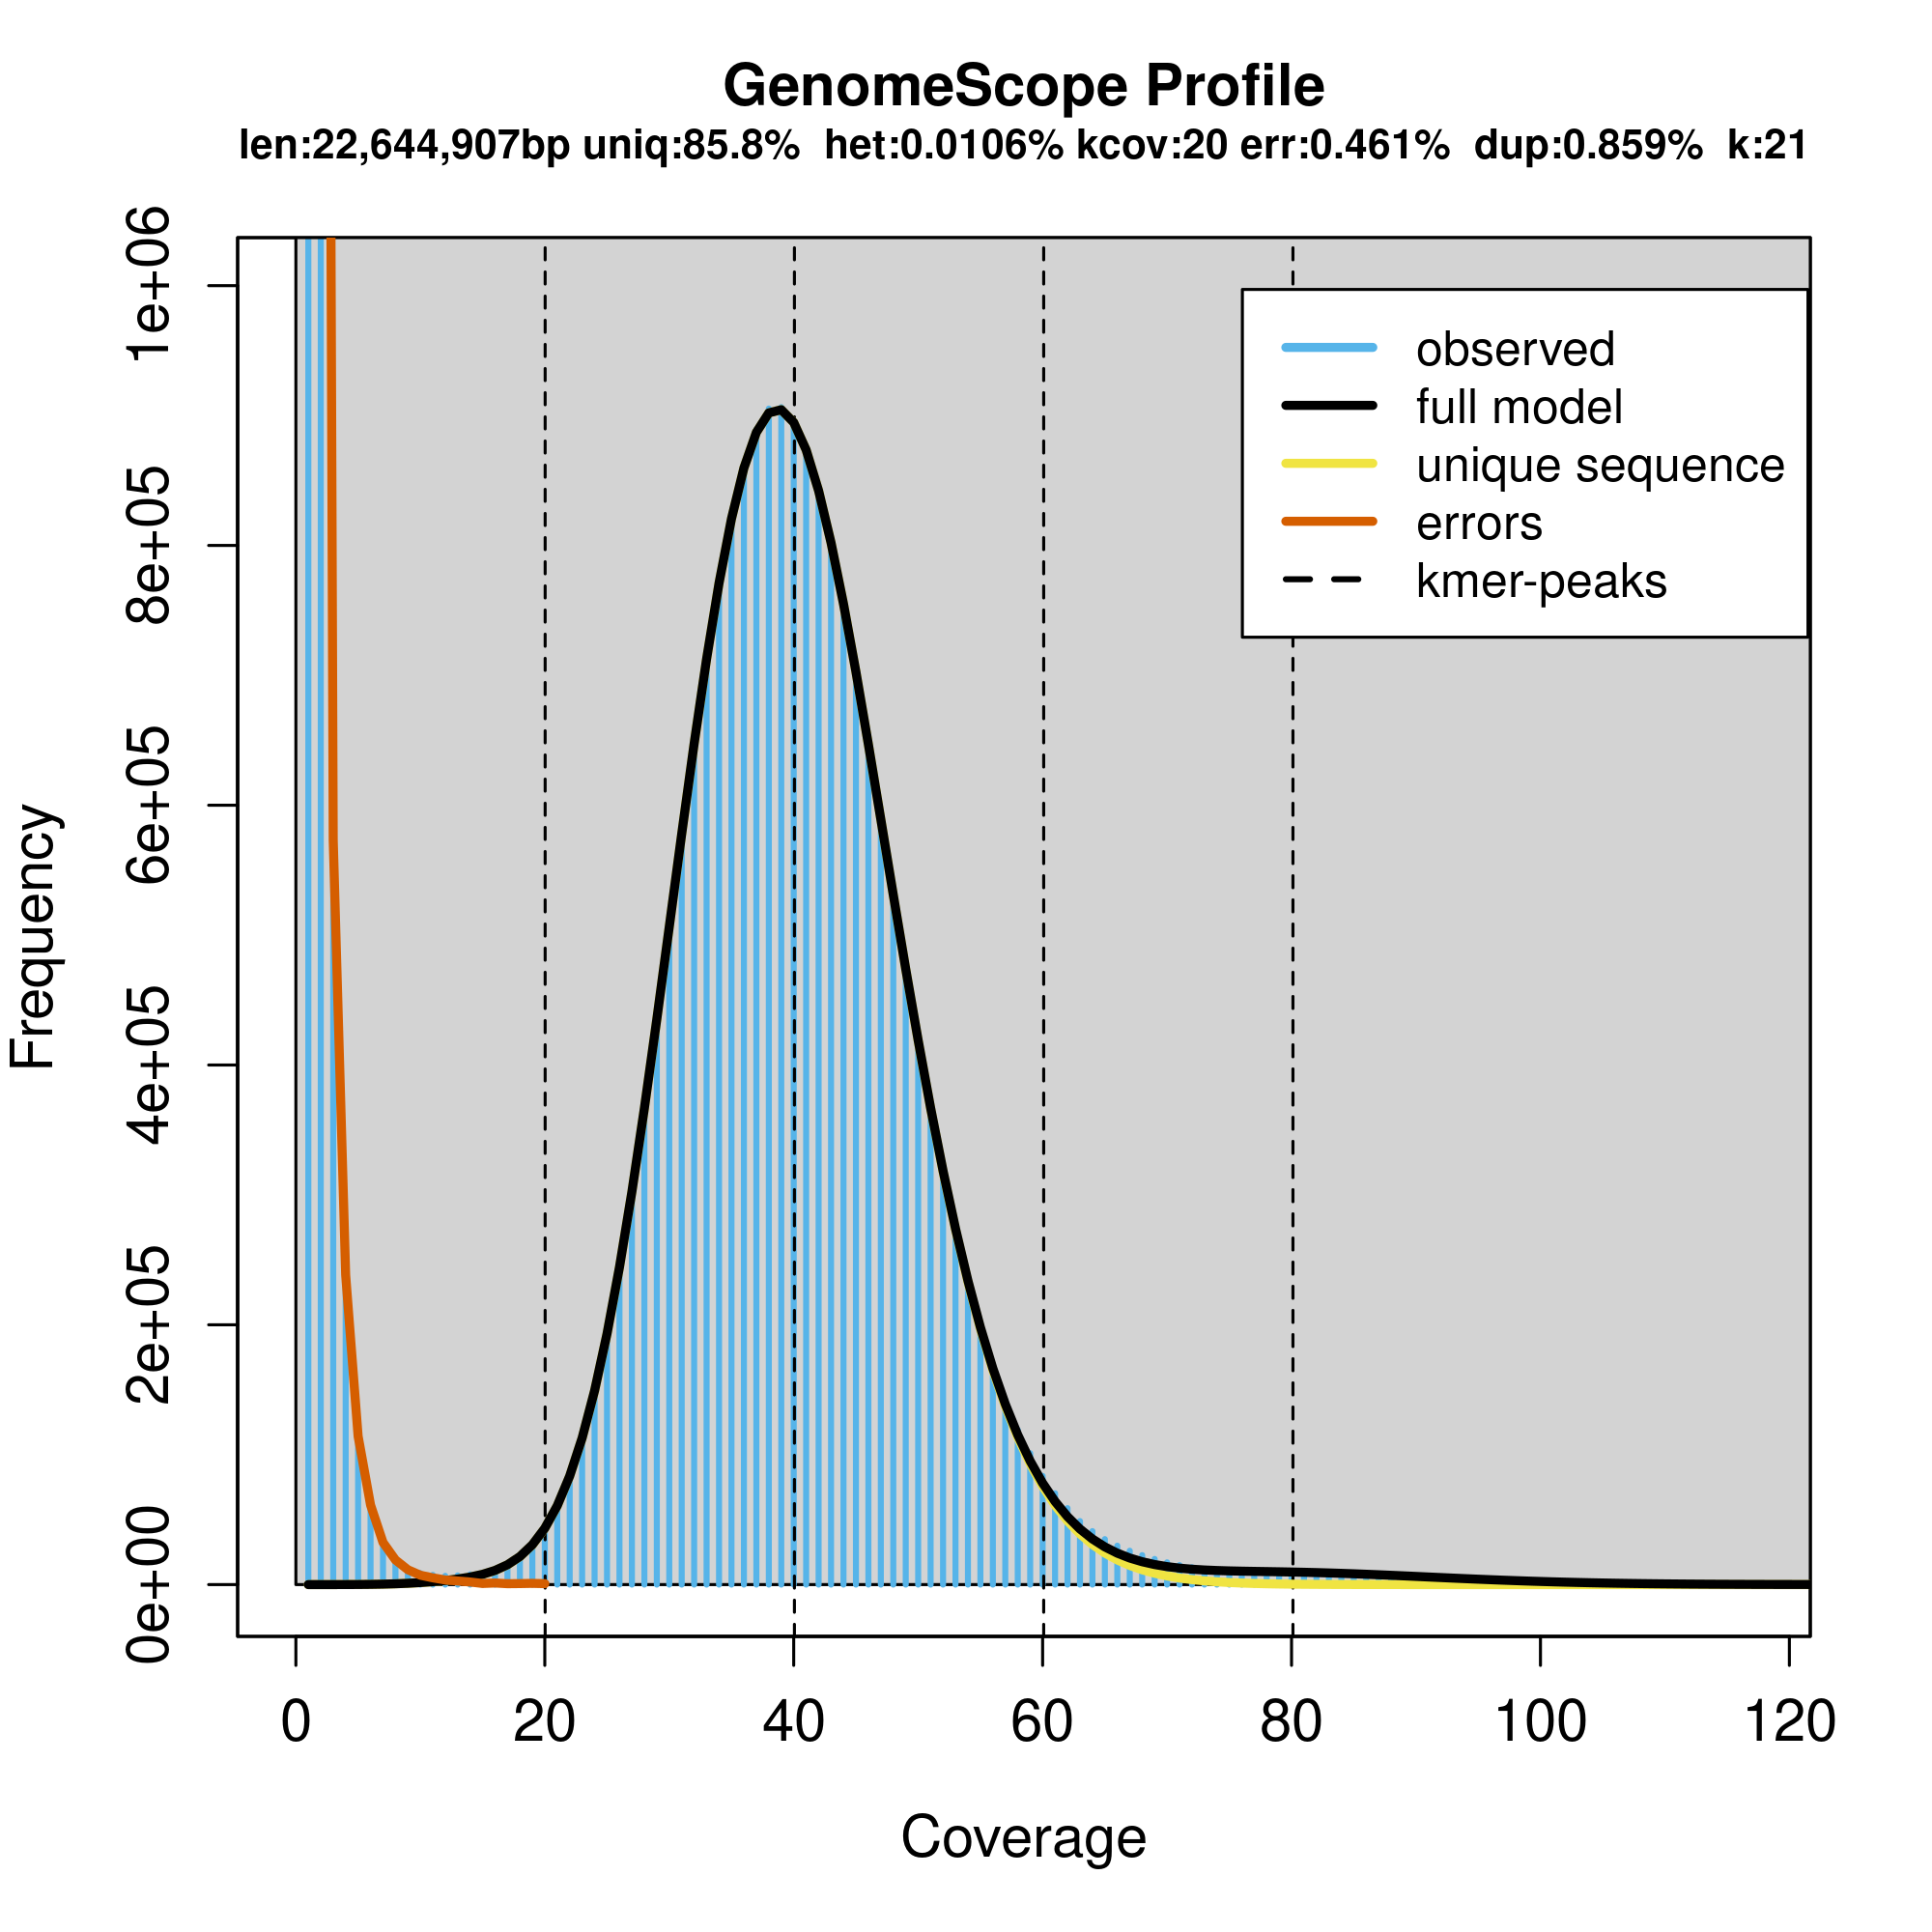 GenomeScope Profile
len:22,644,907bp uniq:85.8%  het:0.0106% kcov:20 err:0.461%  dup:0.859%  k:21
1e+06
8e+05
6e+05
4e+05
2e+05
0e+00
Frequency
observed
full model
unique sequence
errors
kmer-peaks
0 20 40 60 80 100 120
Coverage